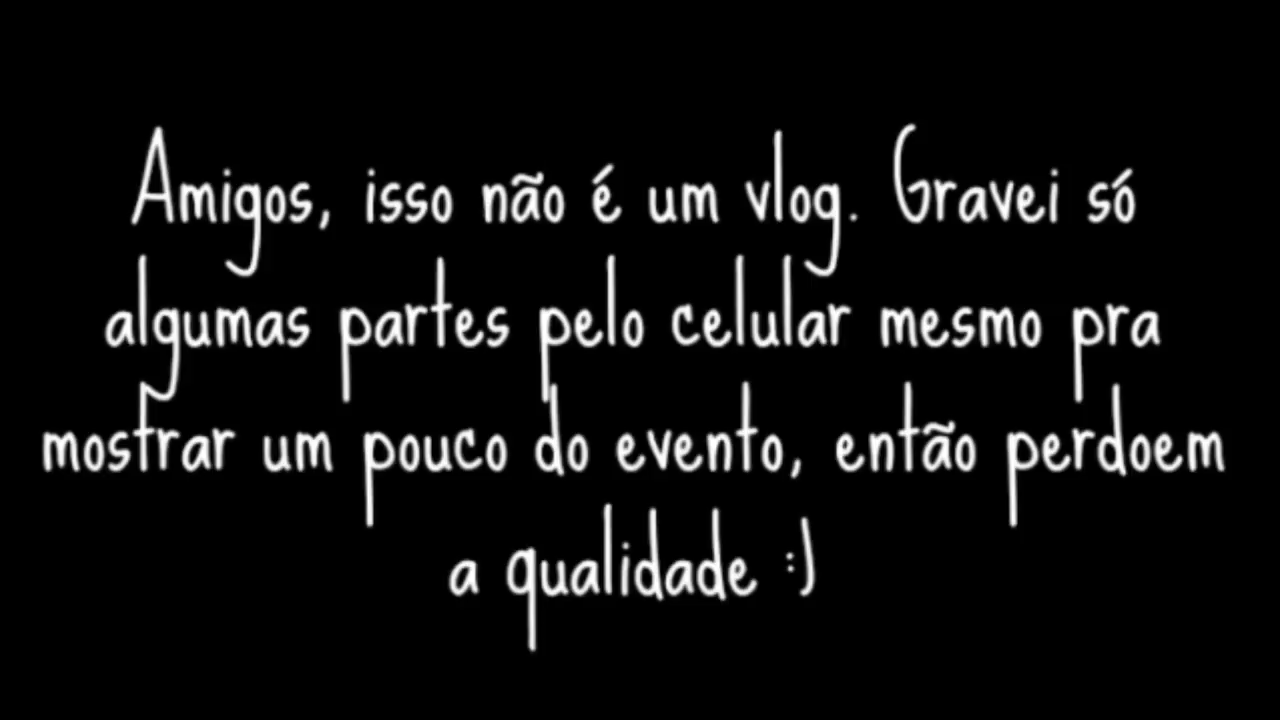 Amigos, isso não é um vlog. Gravei só
algumas partes pelo celular mesmo pra
mostrar um pouco do evento, então perdoem
a qualidade :)